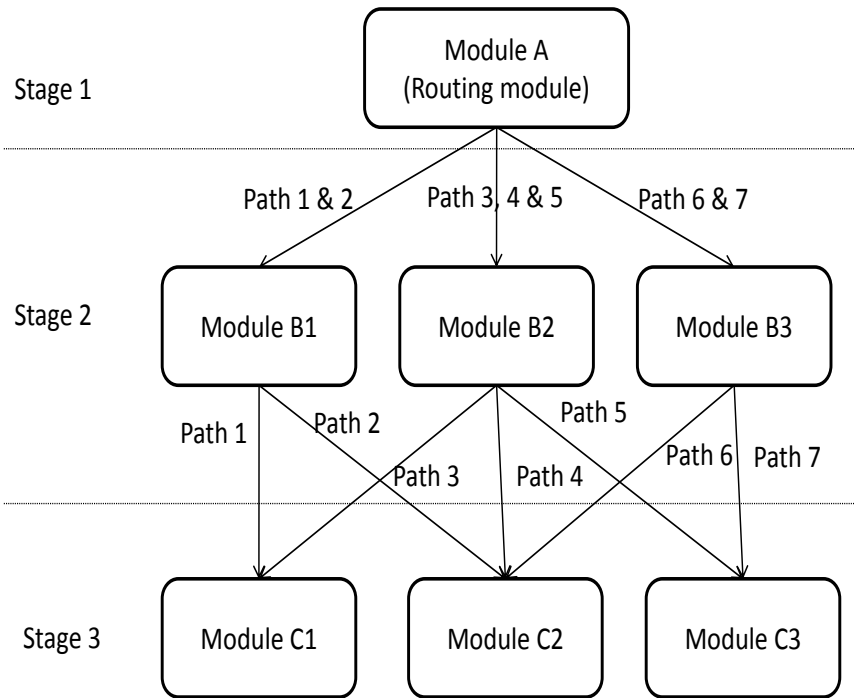 Module A
(Routing module)
Stage 1
Path 1 & 2
Path 3, 4 & 5
Path 6 & 7
Stage 2
Module B1
Module B2
Module B3
Path 1
Path 2
Path 3
Path 4
Path 5
Path 6
Path 7
Stage 3
Module C1
Module C2
Module C3